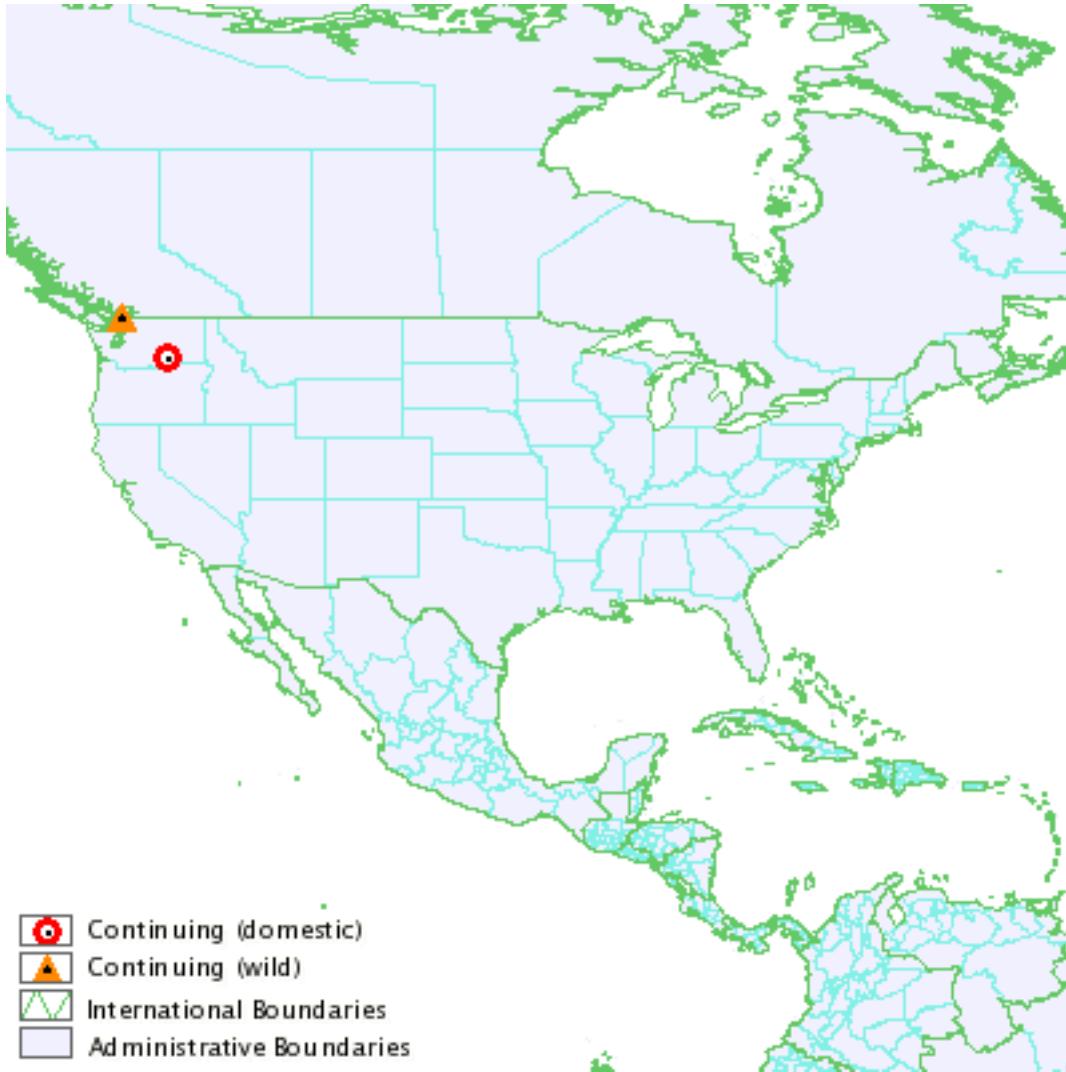 Continuing (domestic)
Continuing (wild)
International Boundaries
Administrative Boundaries